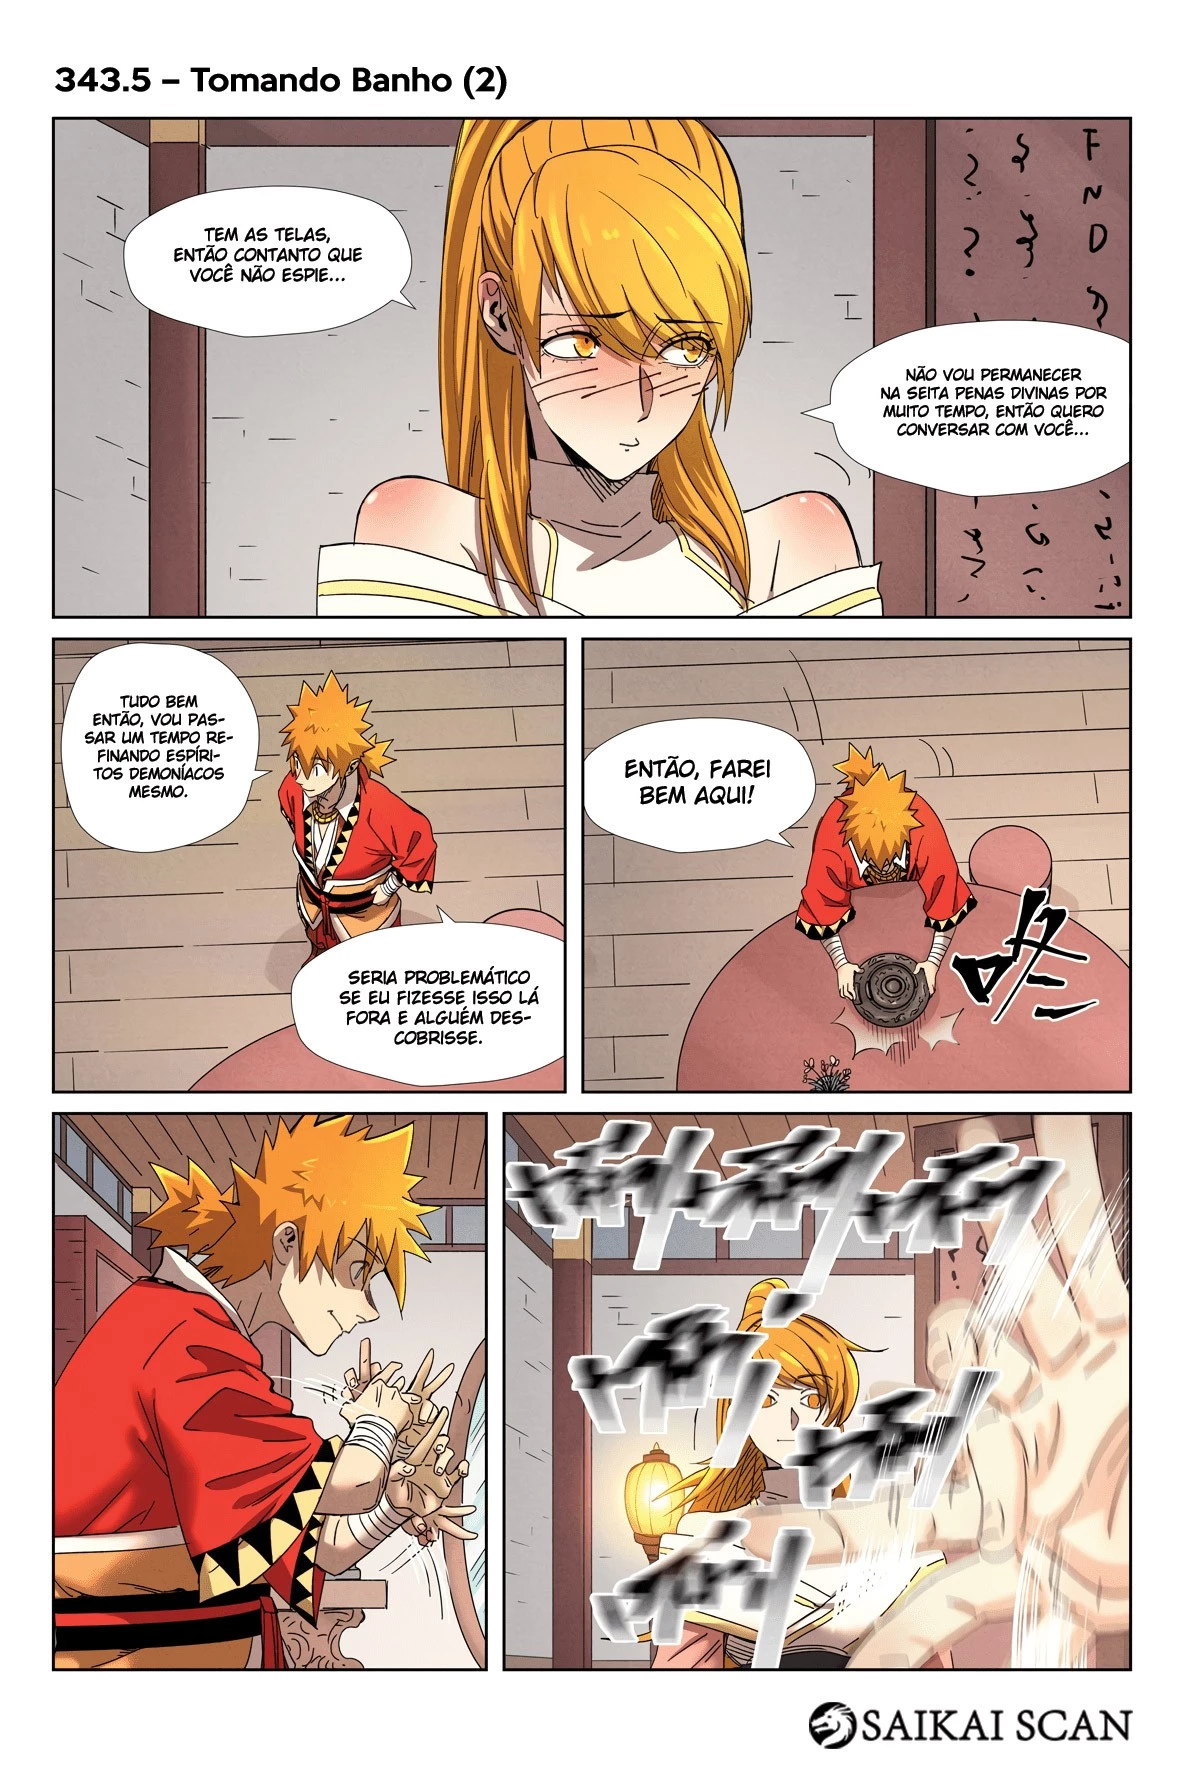 343.5 – Tomando Banho (2)
TEM AS TELAS,
ENTÃO CONTANTO QUE
VOCÊ NÃO ESPIE...
NÃO VOU PERMANECER
NA SEITA PENAS DIVINAS POR
MUITO TEMPO, ENTÃO QUERO
CONVERSAR COM VOCÊ...
TUDO BEM
ENTÃO, VOU PAS-
SAR UM TEMPO RE-
FINANDO ESPÍRI-
TOS DEMONÍACOS
MESMO.
SERIA PROBLEMÁTICO
SE EU FIZESSE ISSO LÁ
FORA E ALGUÉM DES-
COBRISSE.
ENTÃO, FAREI
BEM AQUI!
SAIKAI SCAN